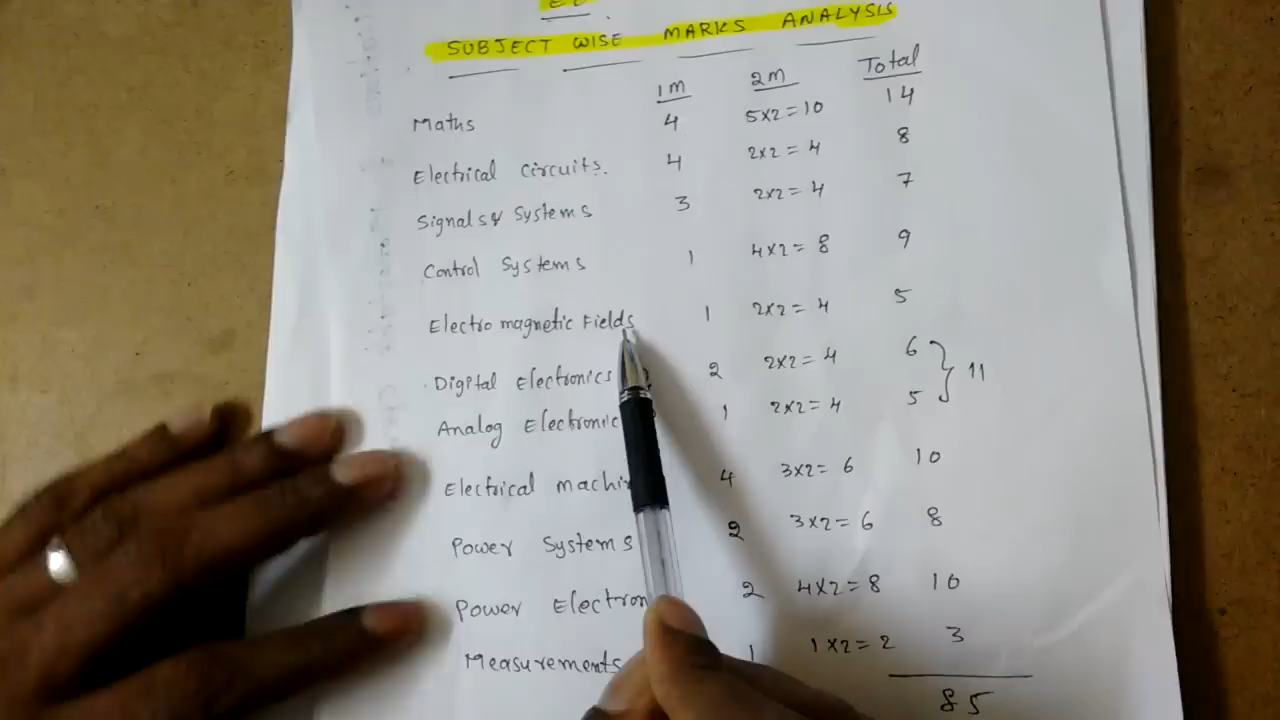 SUBJECT WISE MARKS ANALYSIS
1M 2M Total
Maths 4 5x2=10 14
Electrical circuits. 4 2x2=4 8
Signals & Systems 3 2x2=4 7
Control Systems 1 4x2=8 9
Electro magnetic Fields 1 2x2=4 5
Digital Electronics 2 2x2=4 6
11
Analog Electronic 1 2x2=4 5
Electrical machin 4 3x2=6 10
Power Systems 2 3x2=6 8
Power Electron 2 4x2=8 10
Measurements 1 1x2=2 3
85